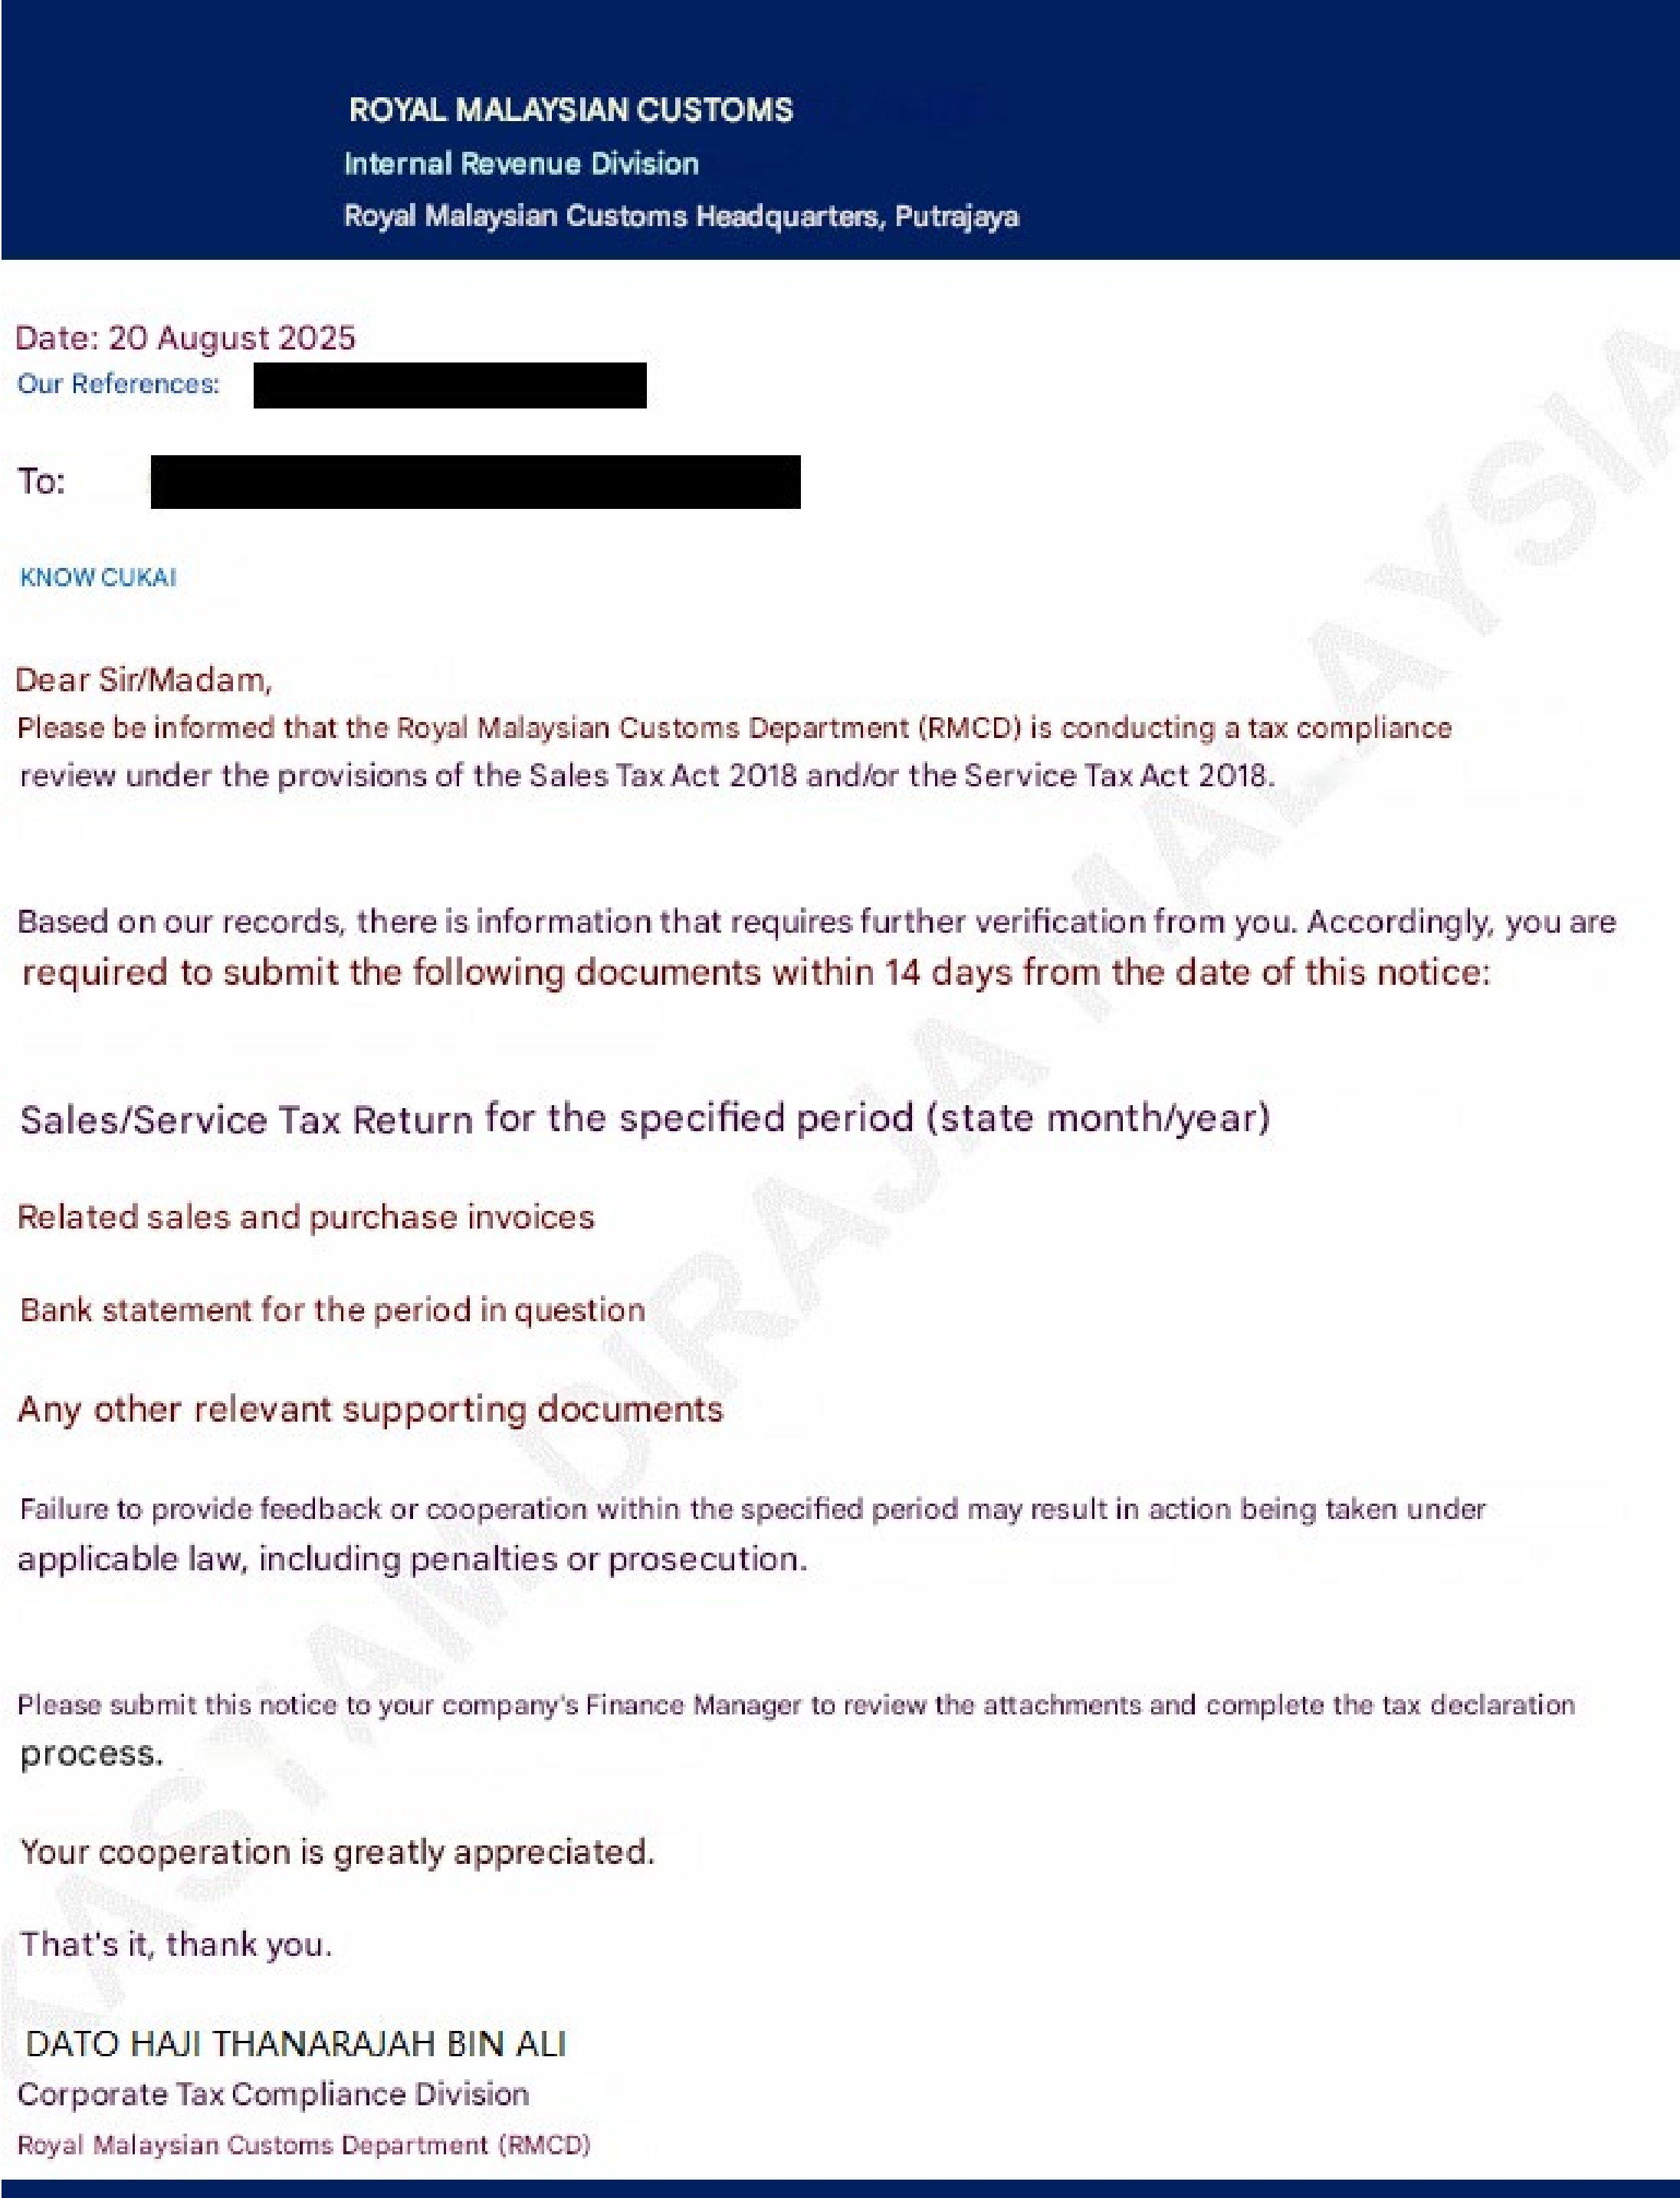 ROYAL MALAYSIAN CUSTOMS
Internal Revenue Division
Royal Malaysian Customs Headquarters, Putrajaya
Date: 20 August 2025
Our References:
To:
KNOW CUKAI
Dear Sir/Madam,
Please be informed that the Royal Malaysian Customs Department (RMCD) is conducting a tax compliance
review under the provisions of the Sales Tax Act 2018 and/or the Service Tax Act 2018.
Based on our records, there is information that requires further verification from you. Accordingly, you are
required to submit the following documents within 14 days from the date of this notice:
Sales/Service Tax Return for the specified period (state month/year)
Related sales and purchase invoices
Bank statement for the period in question
Any other relevant supporting documents
Failure to provide feedback or cooperation within the specified period may result in action being taken under
applicable law, including penalties or prosecution.
Please submit this notice to your company's Finance Manager to review the attachments and complete the tax declaration
process.
Your cooperation is greatly appreciated.
That's it, thank you.
DATO HAJI THANARAJAH BIN ALI
Corporate Tax Compliance Division
Royal Malaysian Customs Department (RMCD)
KASTAM DIRAJA MALAYSIA